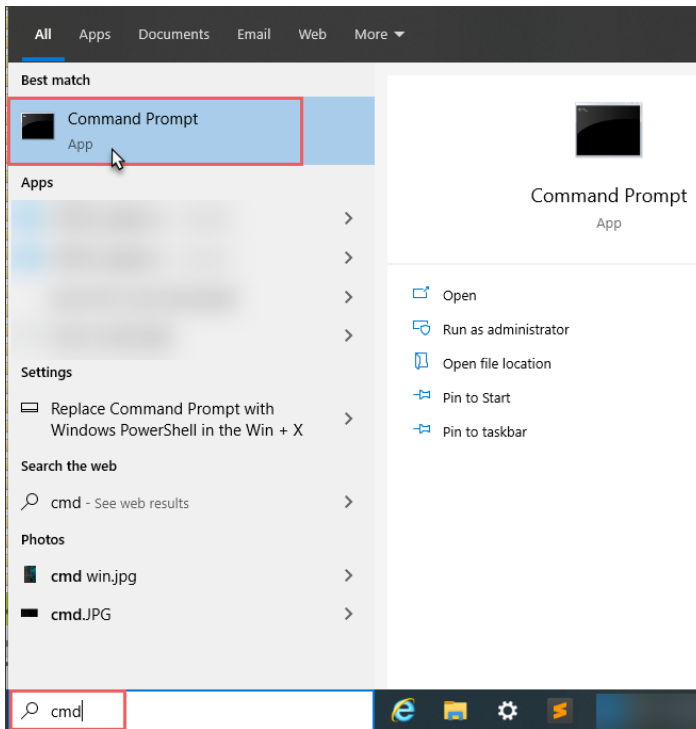 All Apps Documents Email Web More
Best match
Command Prompt
App
Apps
Settings
Replace Command Prompt with
Windows PowerShell in the Win + X
Search the web
cmd - See web results
Photos
cmd win.jpg
cmd.JPG
cmd
Command Prompt
App
Open
Run as administrator
Open file location
Pin to Start
Pin to taskbar